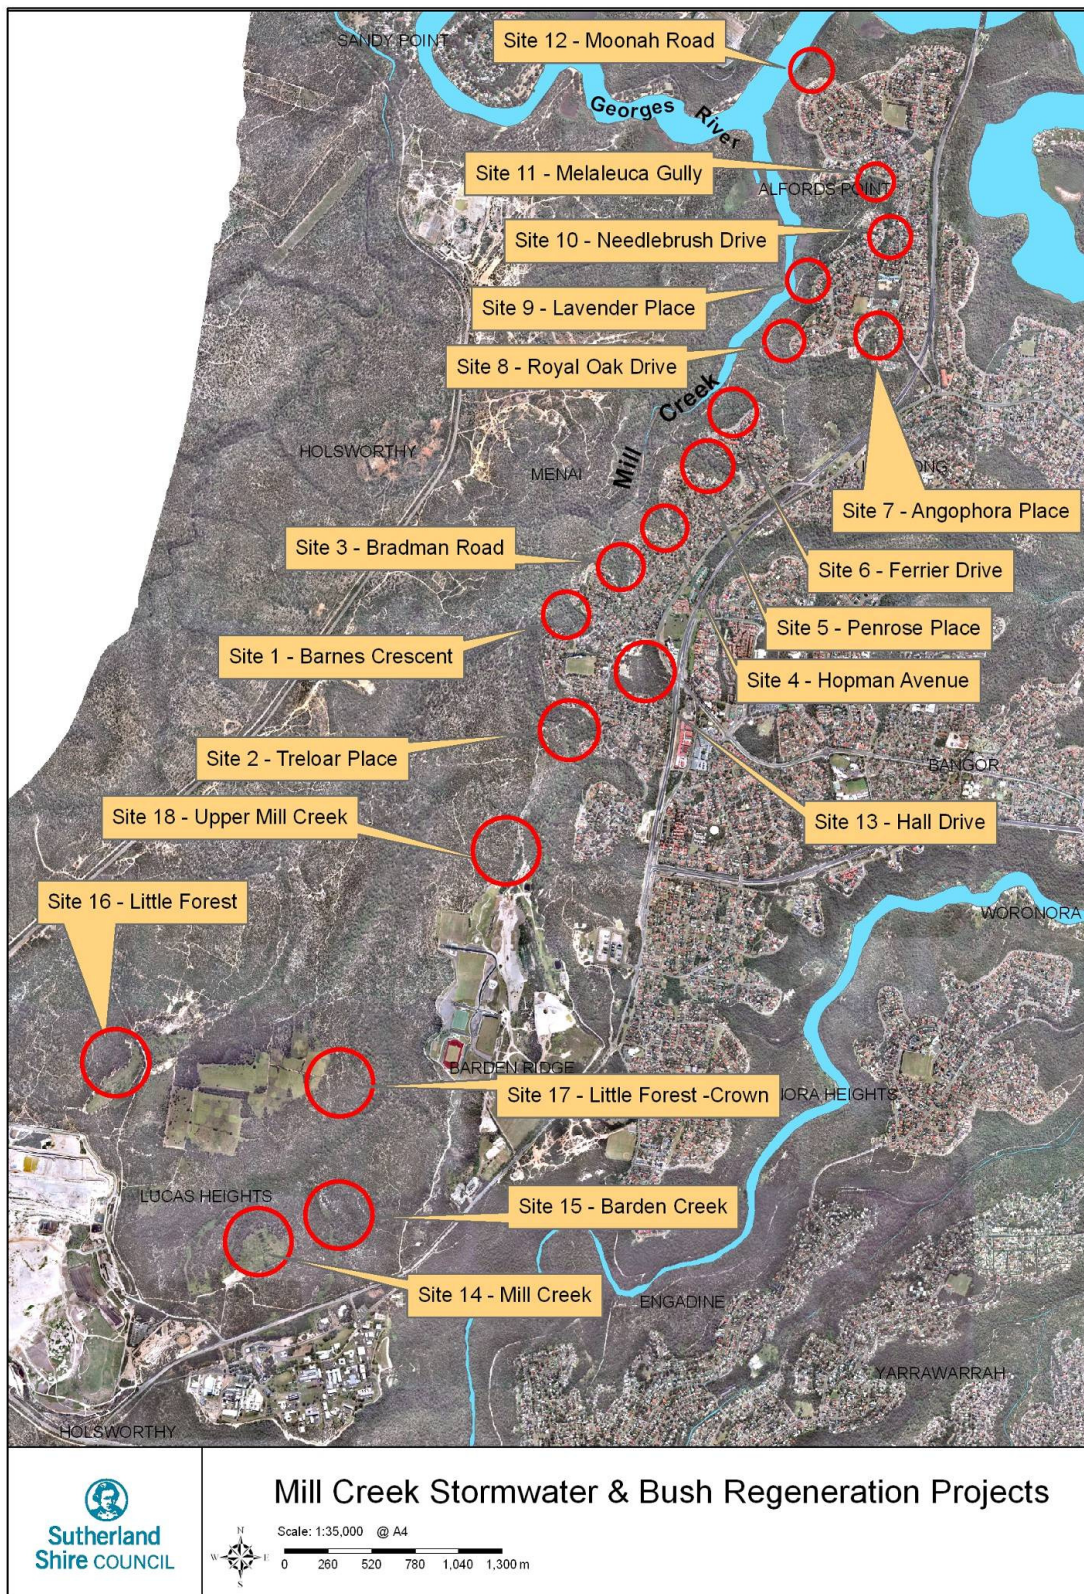 SANDY POINT
Site 12 - Moonah Road
Georges River
Site 11 - Melaleuca Gully
ALFORDS POINT
Site 10 - Needlebrush Drive
Site 9 - Lavender Place
Site 8 - Royal Oak Drive
Mill Creek
HOLSWORTHY
MENAI
Site 7 - Angophora Place
Site 3 - Bradman Road
Site 6 - Ferrier Drive
Site 5 - Penrose Place
Site 1 - Barnes Crescent
Site 4 - Hopman Avenue
Site 2 - Treloar Place
BANGOR
Site 18 - Upper Mill Creek
Site 13 - Hall Drive
Site 16 - Little Forest
WORONORA
BARDEN RIDGE
Site 17 - Little Forest -Crown
NORA HEIGHTS
LUCAS HEIGHTS
Site 15 - Barden Creek
Site 14 - Mill Creek
ENGADINE
YARRAWARRAH
HOLSWORTHY
Sutherland
Shire COUNCIL
Mill Creek Stormwater & Bush Regeneration Projects
N
W E
S
Scale: 1:35,000 @ A4
0 260 520 780 1,040 1,300 m